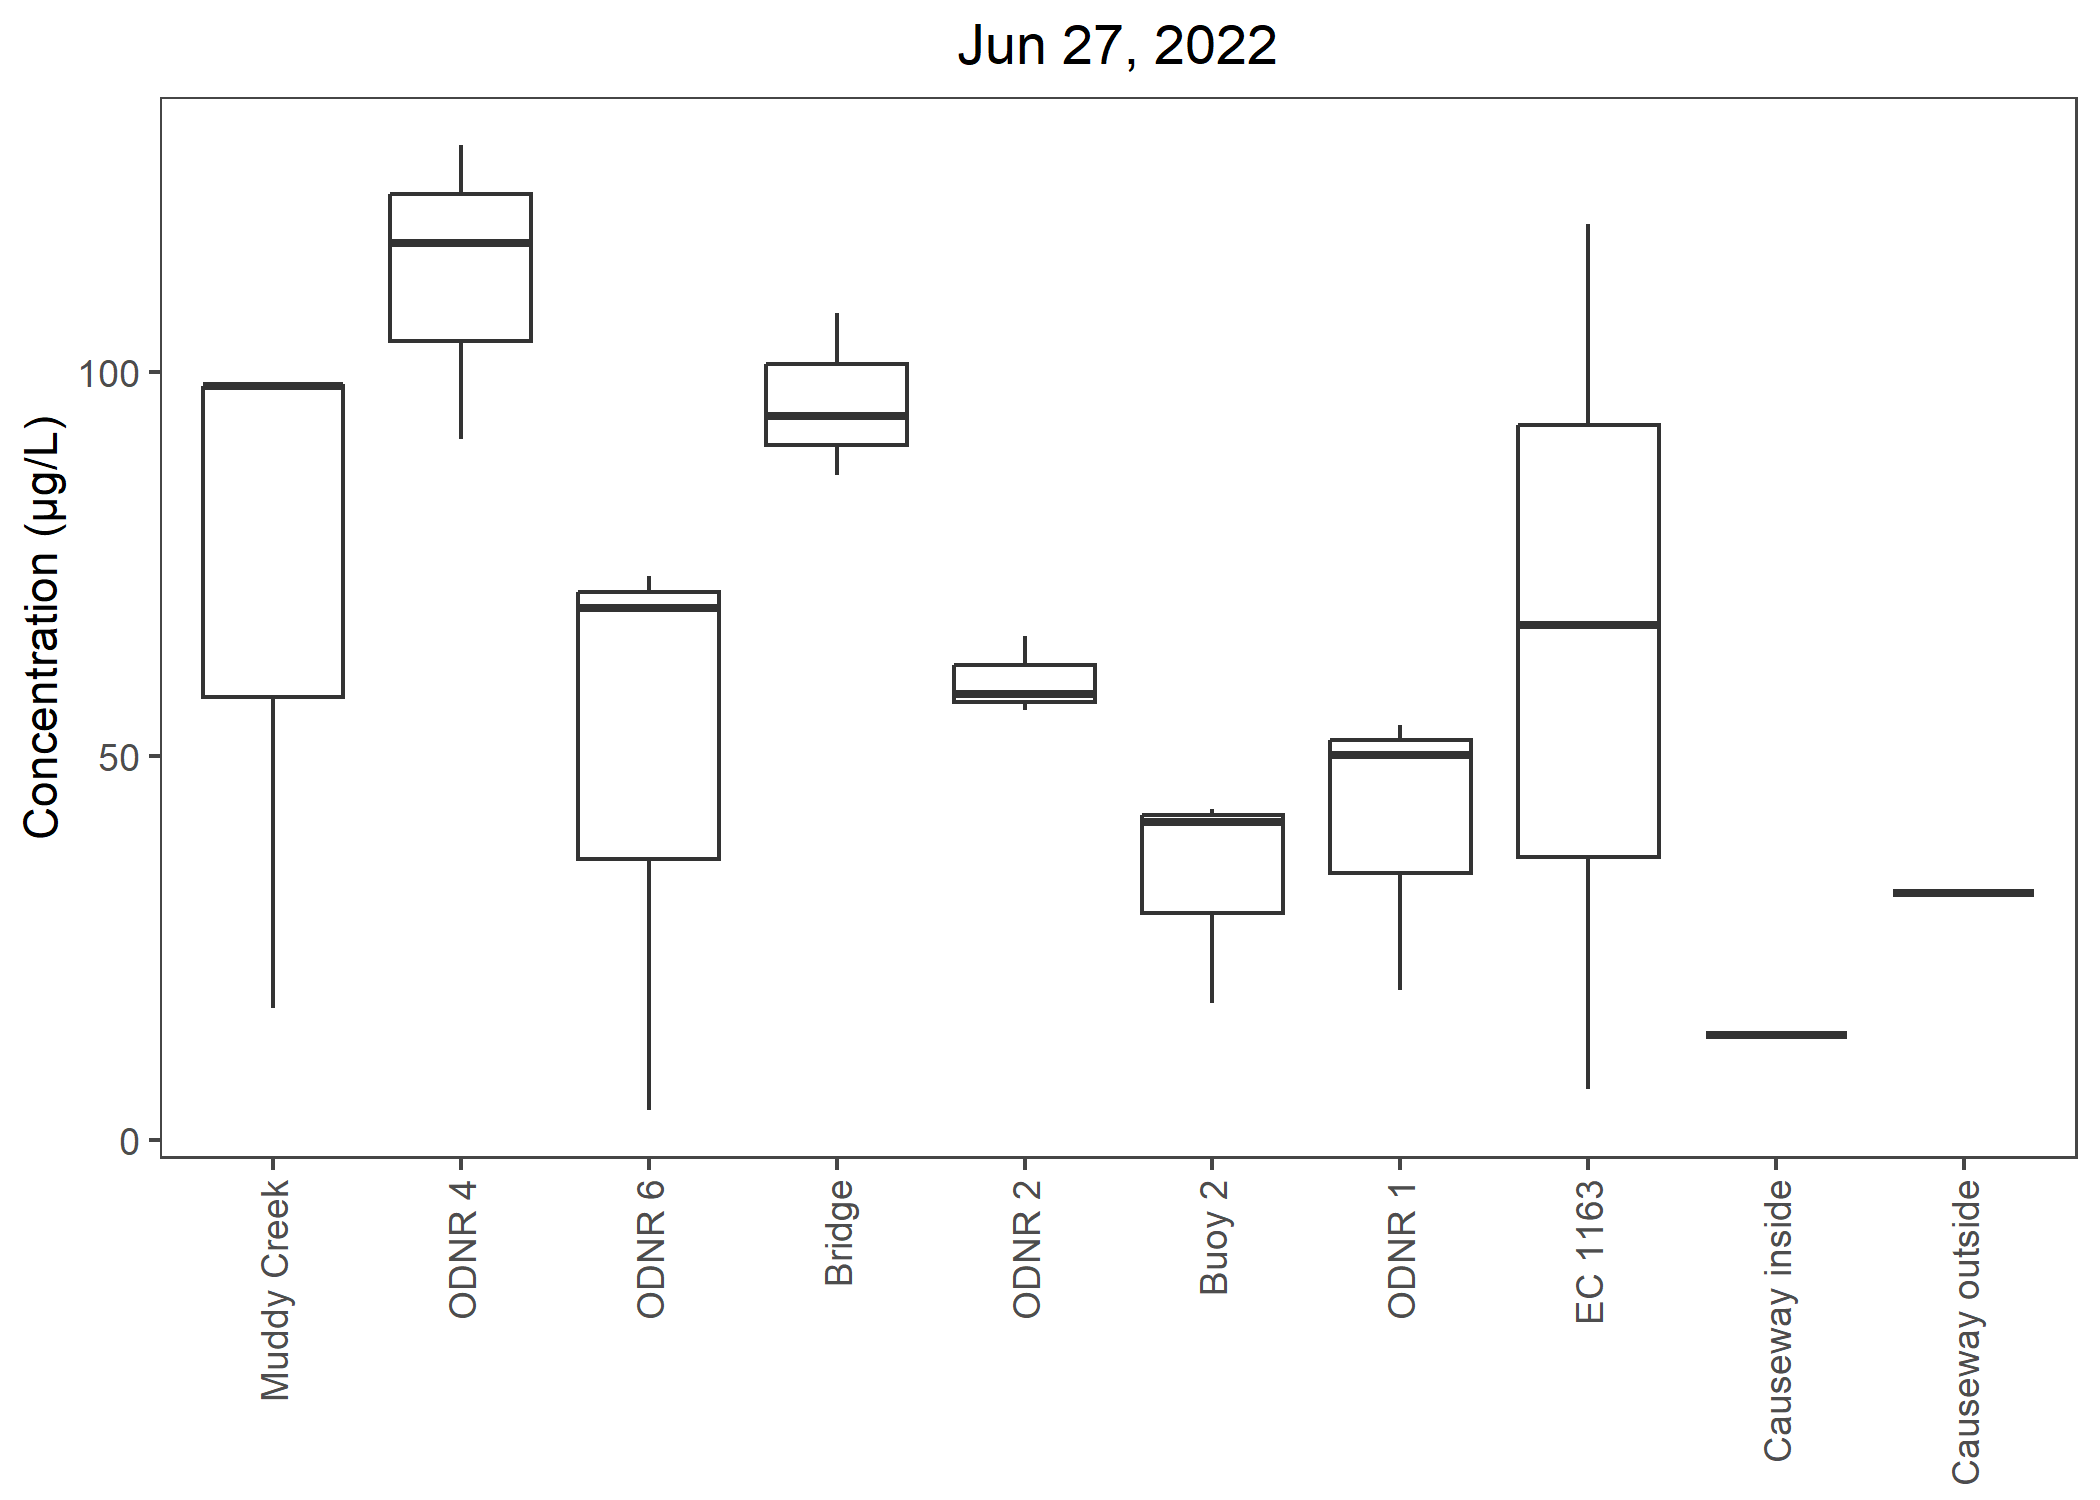 Jun 27, 2022
Concentration (µg/L)
100
50
0
Muddy Creek
ODNR 4
ODNR 6
Bridge
ODNR 2
Buoy 2
ODNR 1
EC 1163
Causeway inside
Causeway outside